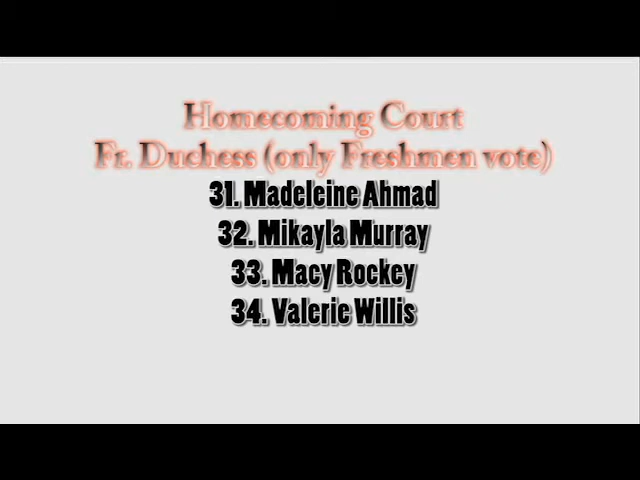 Homecoming Court
Fr. Duchess (only Freshmen vote)
31. Madeleine Ahmad
32. Mikayla Murray
33. Macy Rockey
34. Valerie Willis